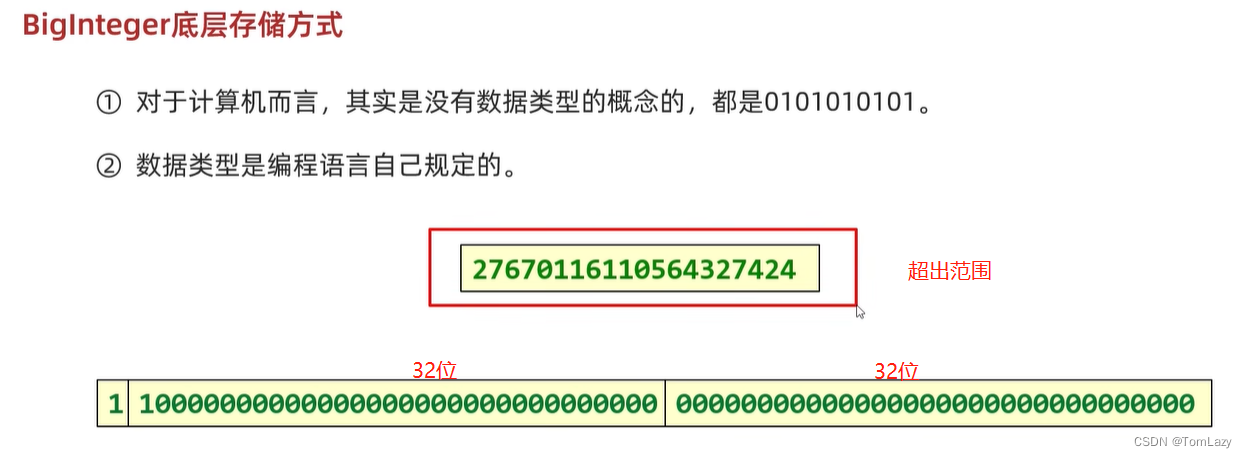 BigInteger底层存储方式
① 对于计算机而言，其实是没有数据类型的概念的，都是0101010101。
② 数据类型是编程语言自己规定的。
27670116110564327424
超出范围
32位 32位
1 10000000000000000000000000000000 00000000000000000000000000000000
CSDN @TomLazy